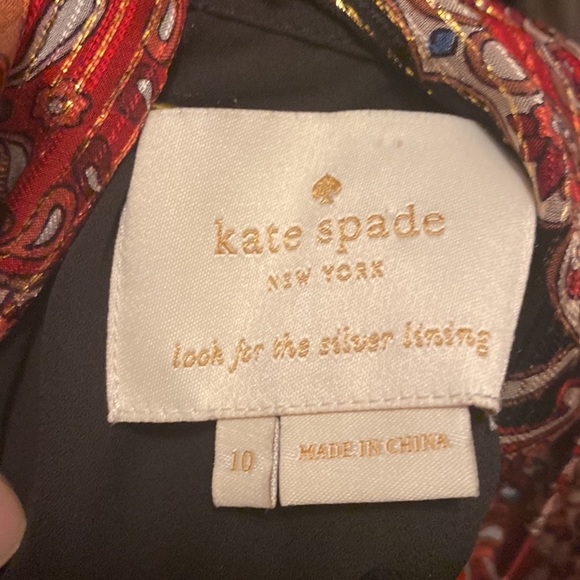 kate spade
NEW YORK
look for the silver lining
10
MADE IN CHINA